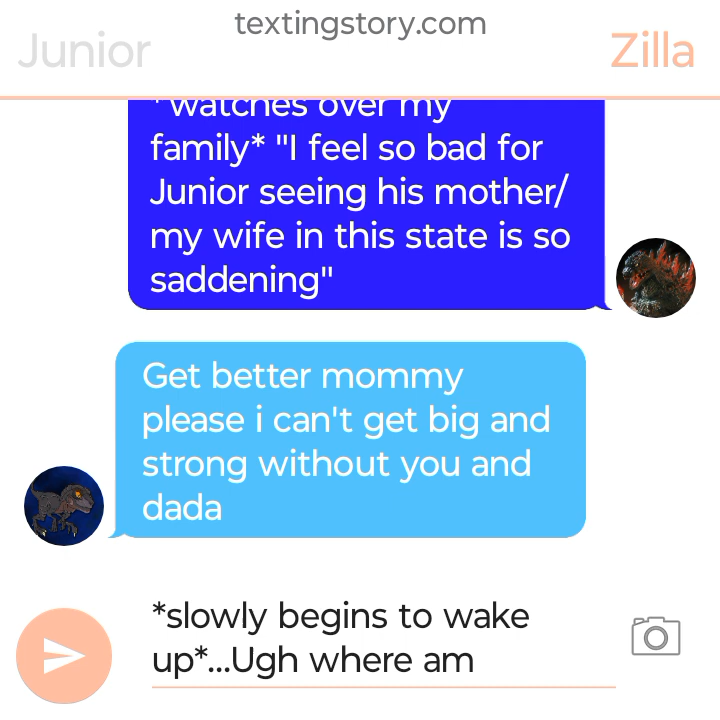 textingstory.com
Junior
Zilla
*watches over my
family* "I feel so bad for
Junior seeing his mother/
my wife in this state is so
saddening"
Get better mommy
please i can't get big and
strong without you and
dada
*slowly begins to wake
up*...Ugh where am